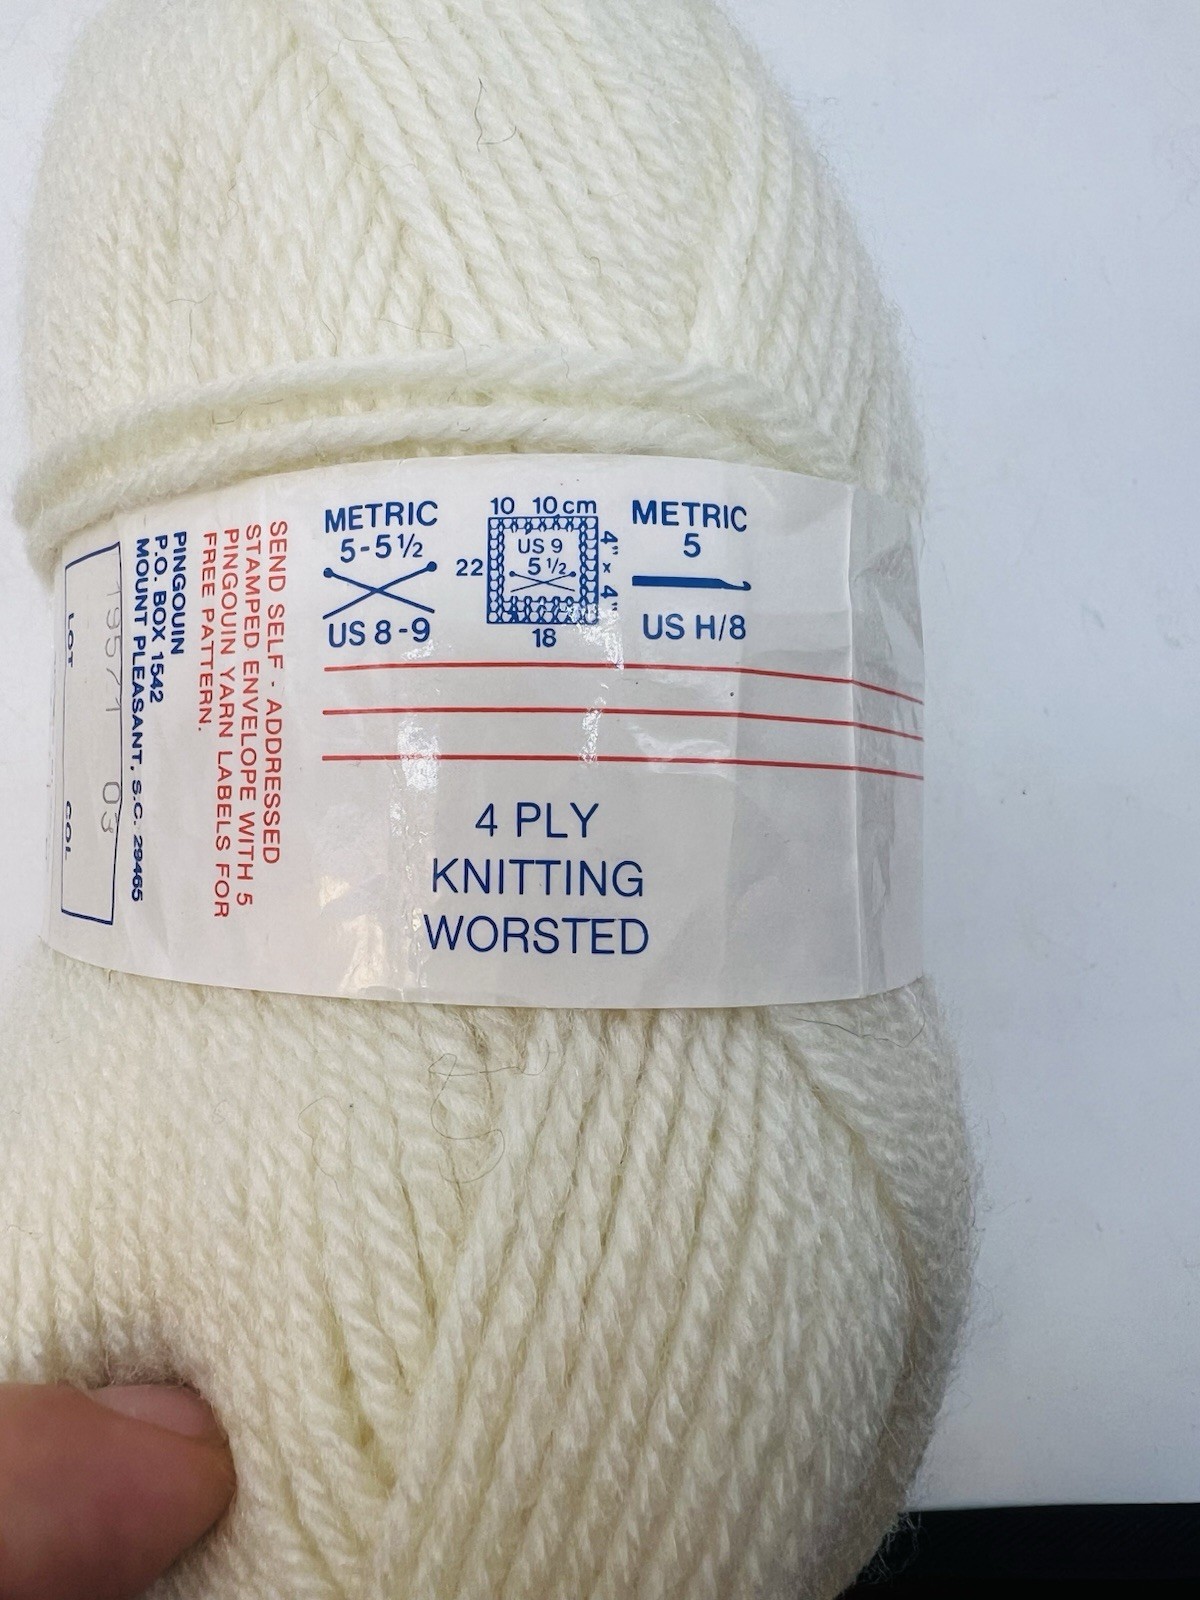 METRIC
5-5½
US 8-9
10 10 cm
22
US 9
5½
4" x 4"
18
METRIC
5
US H/8
4 PLY
KNITTING
WORSTED
SEND SELF - ADDRESSED
STAMPED ENVELOPE WITH 5
PINGOUIN YARN LABELS FOR
FREE PATTERN.
PINGOUIN
P.O. BOX 1542
MOUNT PLEASANT, S.C. 29465
03
LOT COL